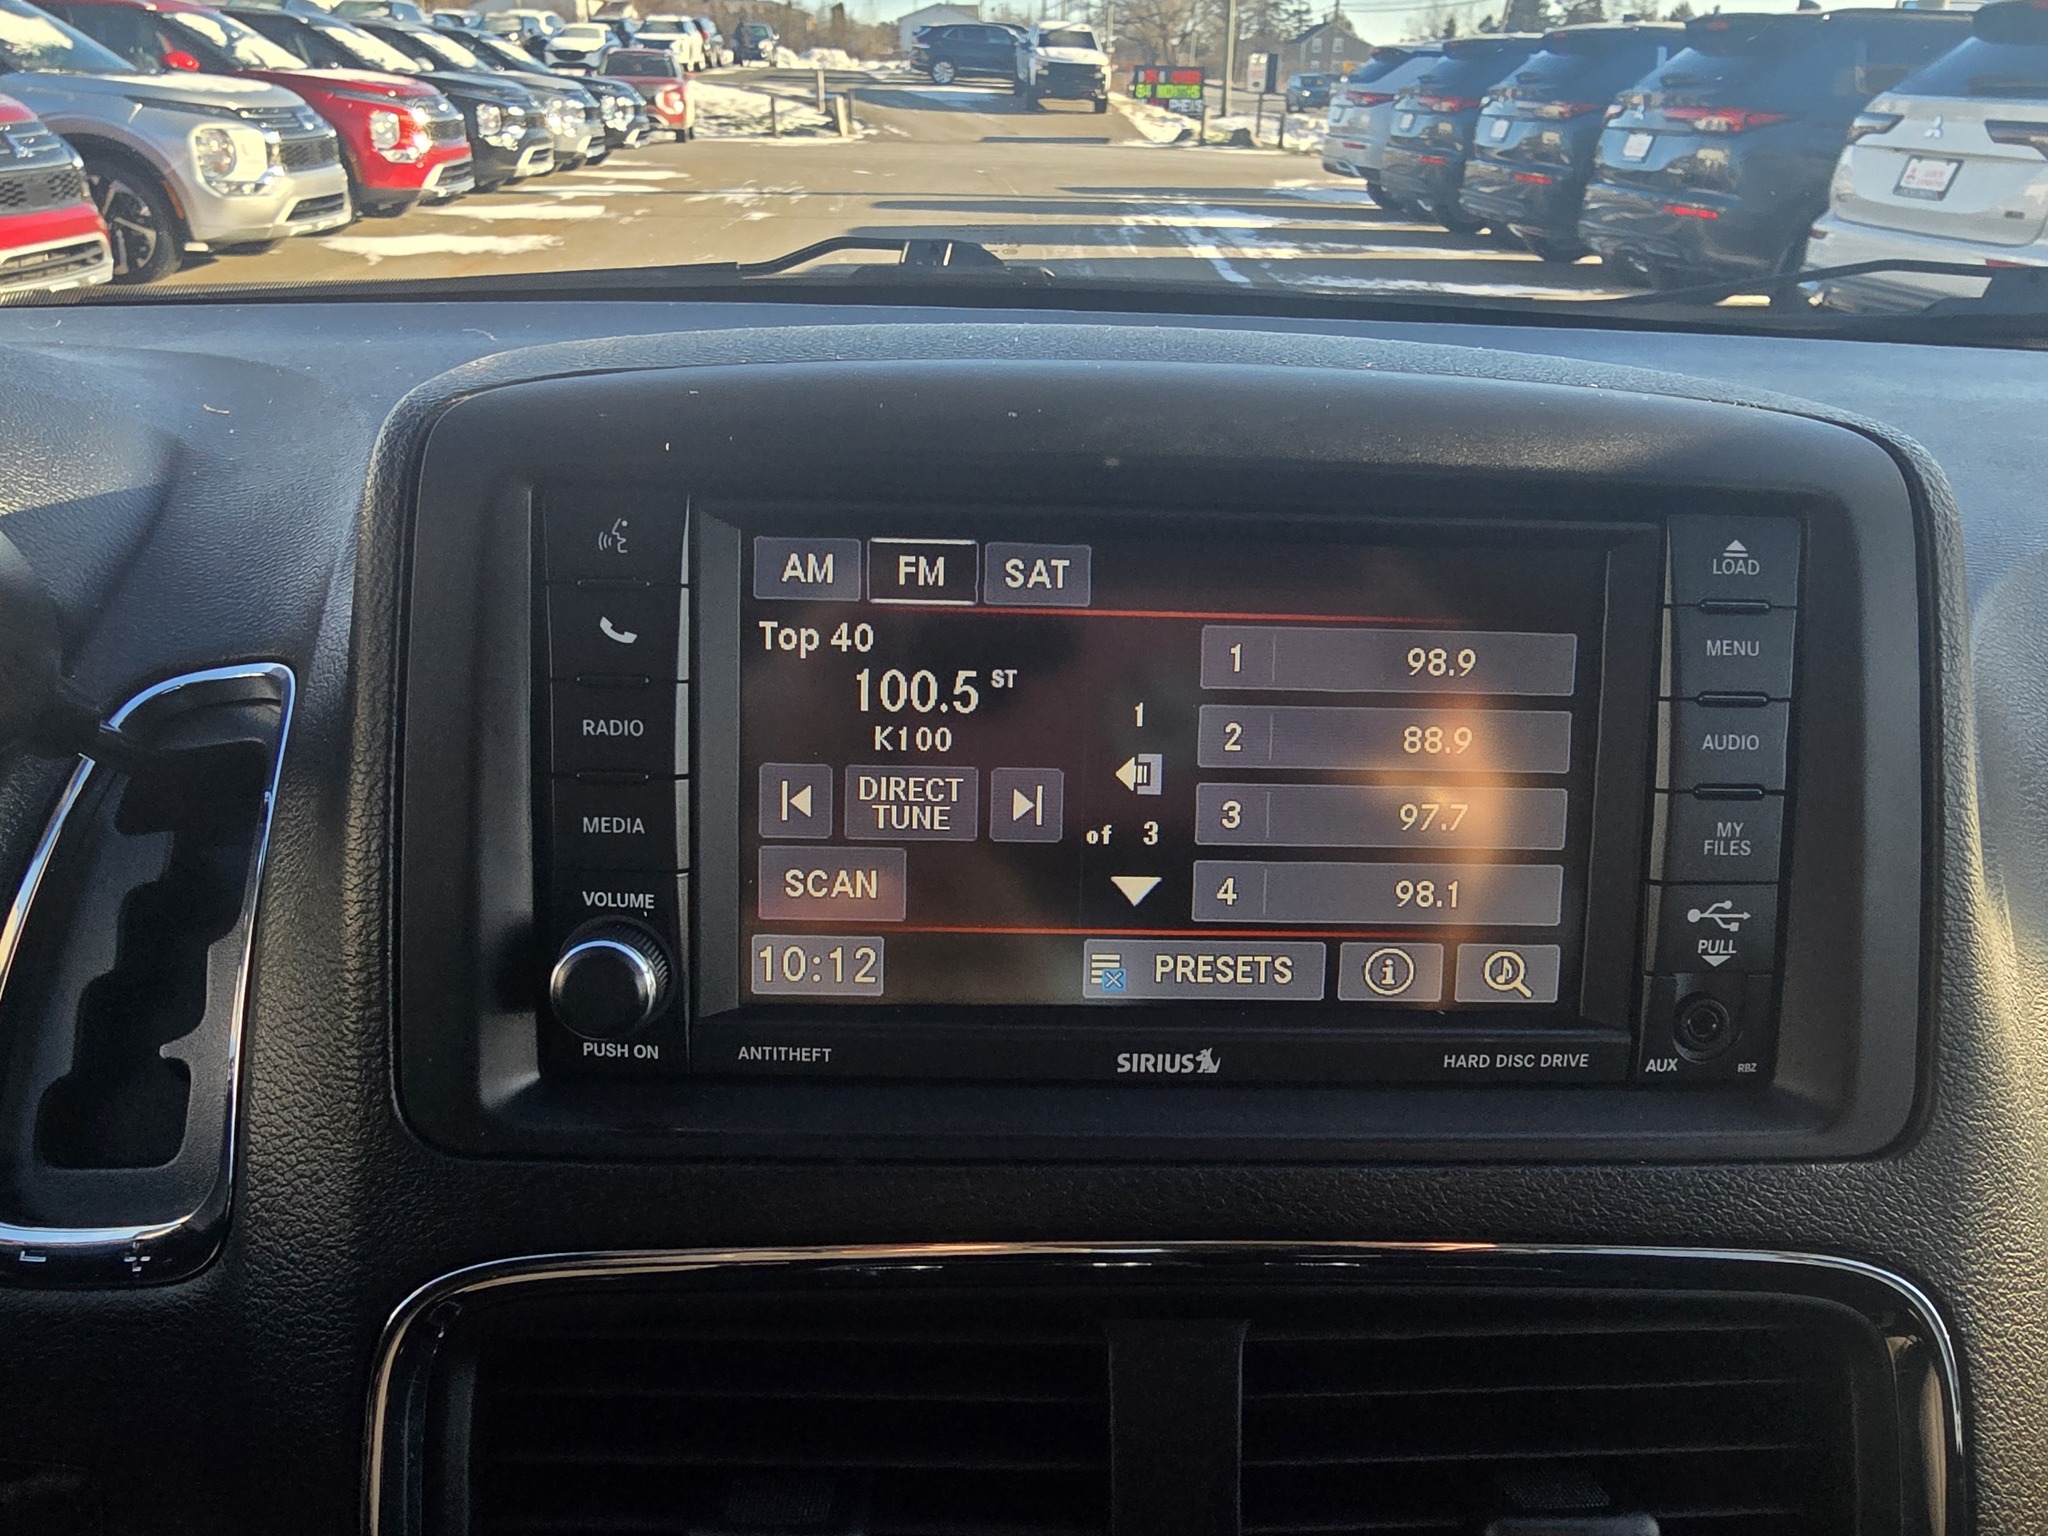 84 MONTHS
AM
FM
SAT
Top 40
100.5 ST
K100
DIRECT
TUNE
SCAN
10:12
1
of 3
1 98.9
2 88.9
3 97.7
4 98.1
PRESETS
RADIO
MEDIA
VOLUME
PUSH ON
LOAD
MENU
AUDIO
MY
FILES
PULL
AUX
RBZ
ANTITHEFT
SIRIUS
HARD DISC DRIVE
- +